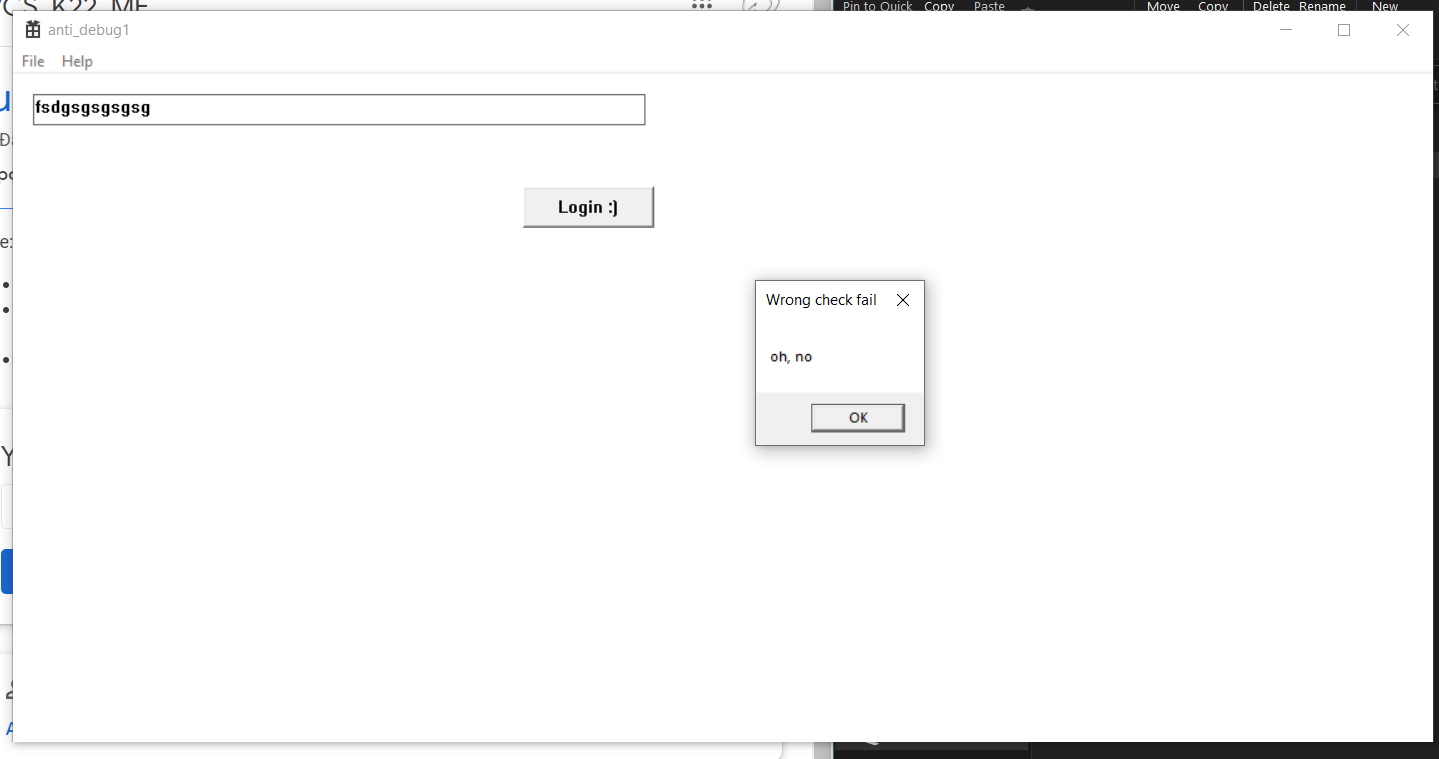 Pin to Quick Copy Paste Move Copy Delete Rename New
anti_debug1
File Help
fsdgsgsgsgsg
Login :)
Wrong check fail
oh, no
OK